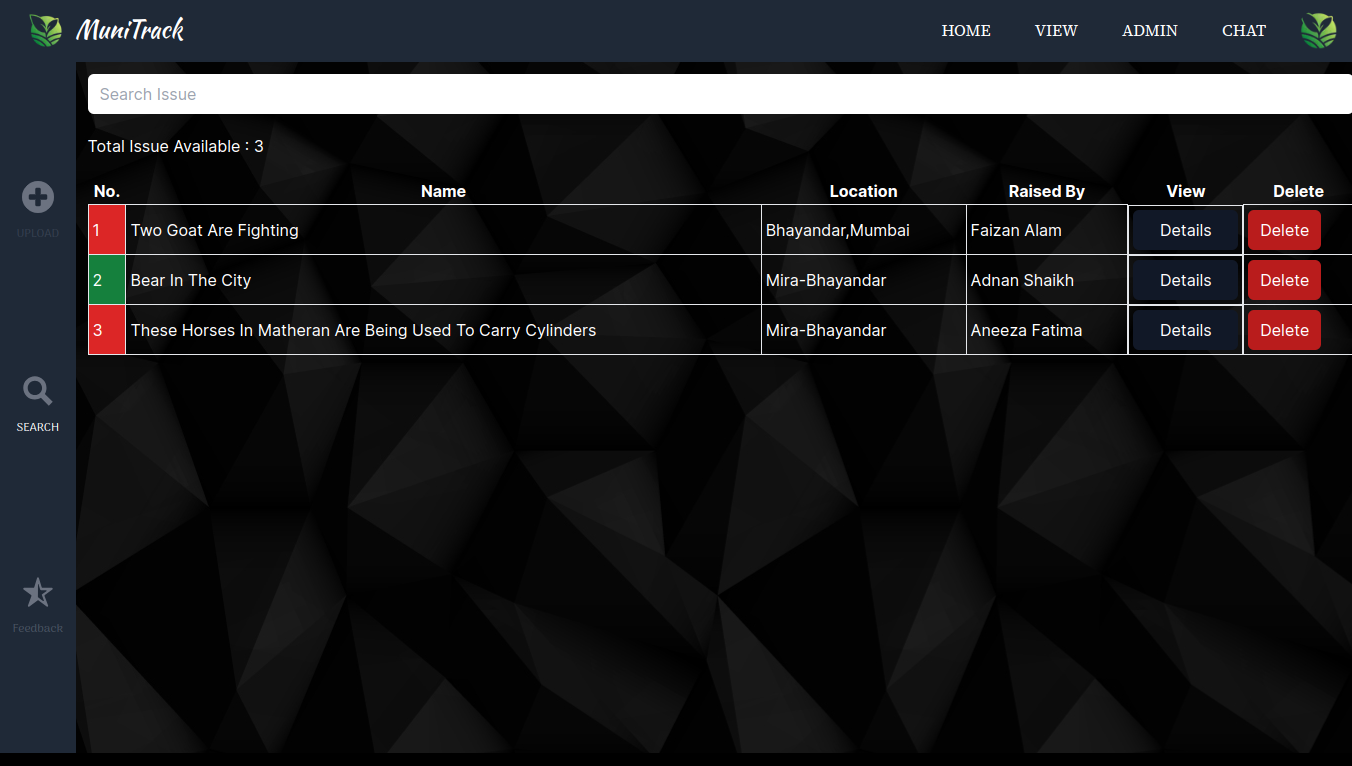 MuniTrack HOME VIEW ADMIN CHAT
Search Issue
Total Issue Available : 3
No. Name Location Raised By View Delete
1 Two Goat Are Fighting Bhayandar,Mumbai Faizan Alam Details Delete
2 Bear In The City Mira-Bhayandar Adnan Shaikh Details Delete
3 These Horses In Matheran Are Being Used To Carry Cylinders Mira-Bhayandar Aneeza Fatima Details Delete
UPLOAD
SEARCH
Feedback